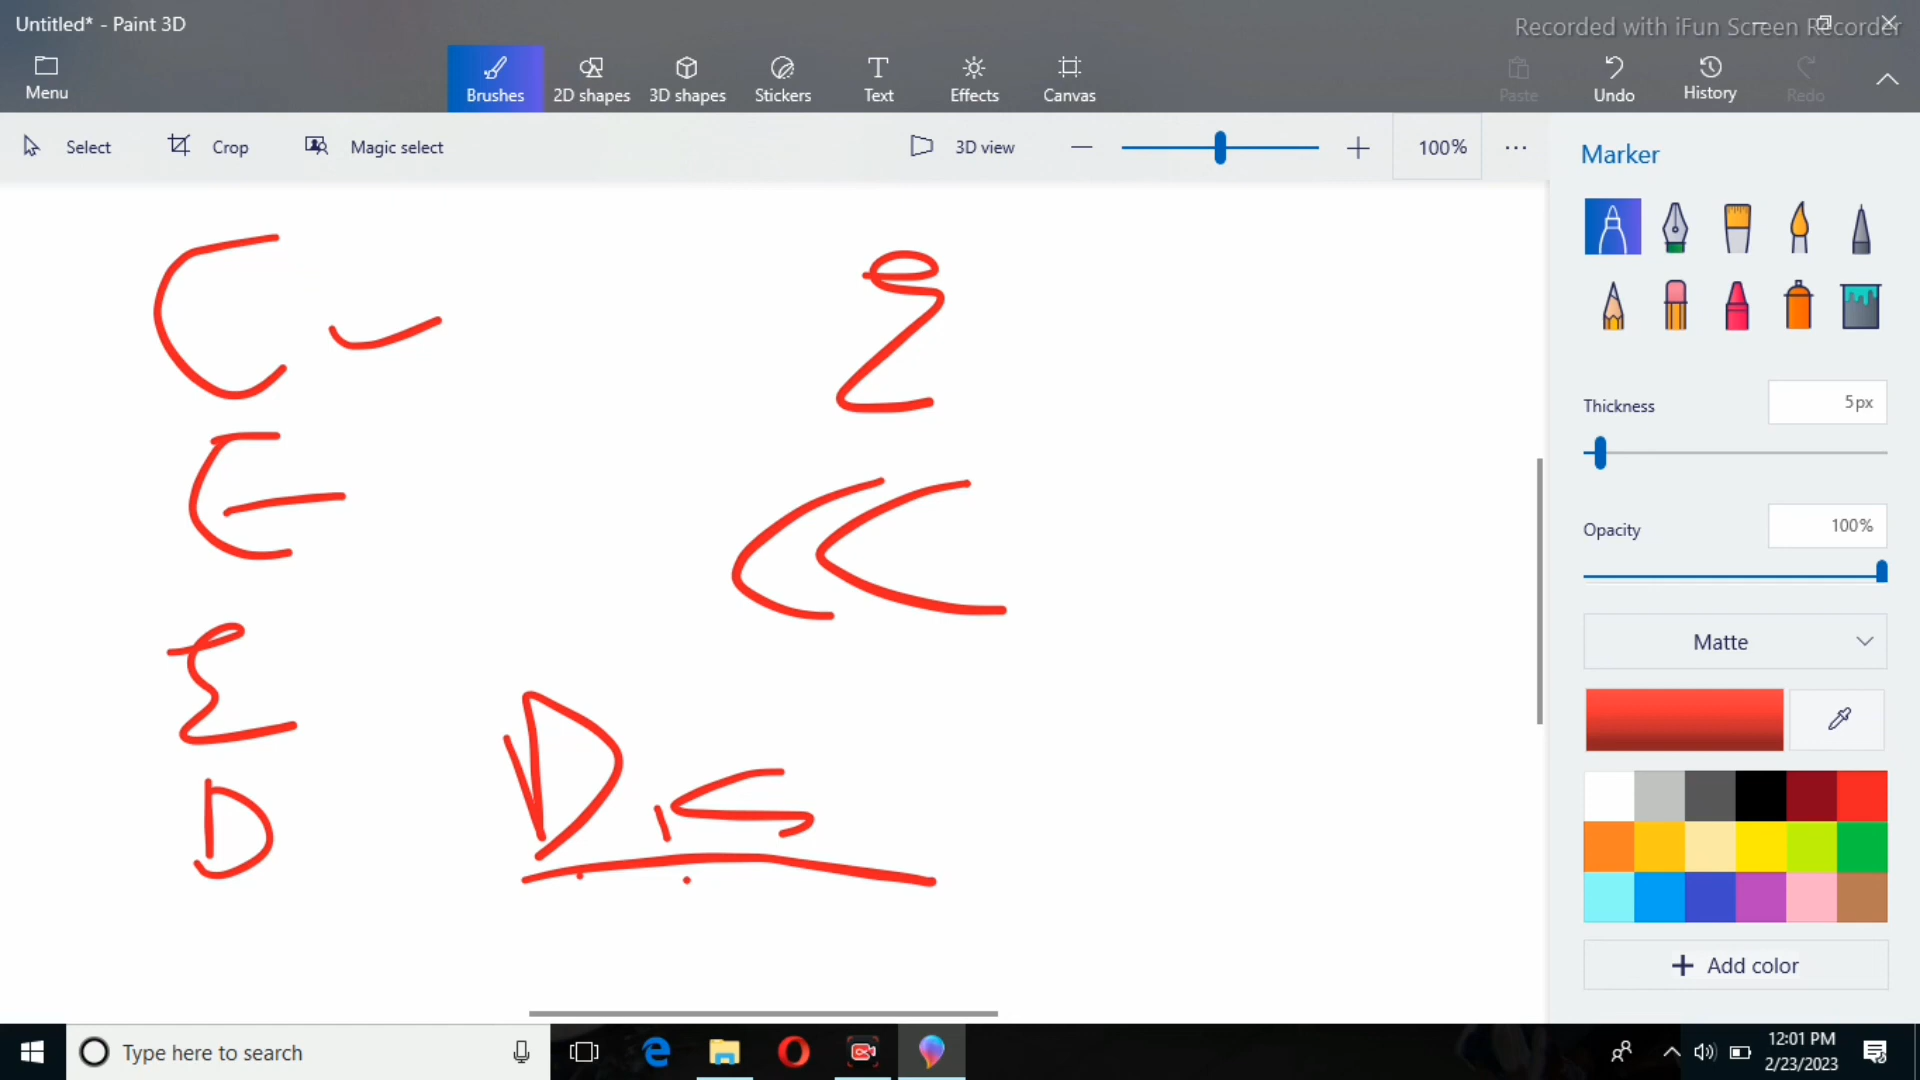 Untitled* - Paint 3D
Recorded with iFun Screen Recorder
Menu
Brushes 2D shapes 3D shapes Stickers Text Effects Canvas
Paste Undo History Redo
Select Crop Magic select 3D view 100%
Marker
C
E
D
Thickness 5px
Opacity 100%
Matte
Add color
Type here to search
12:01 PM
2/23/2023